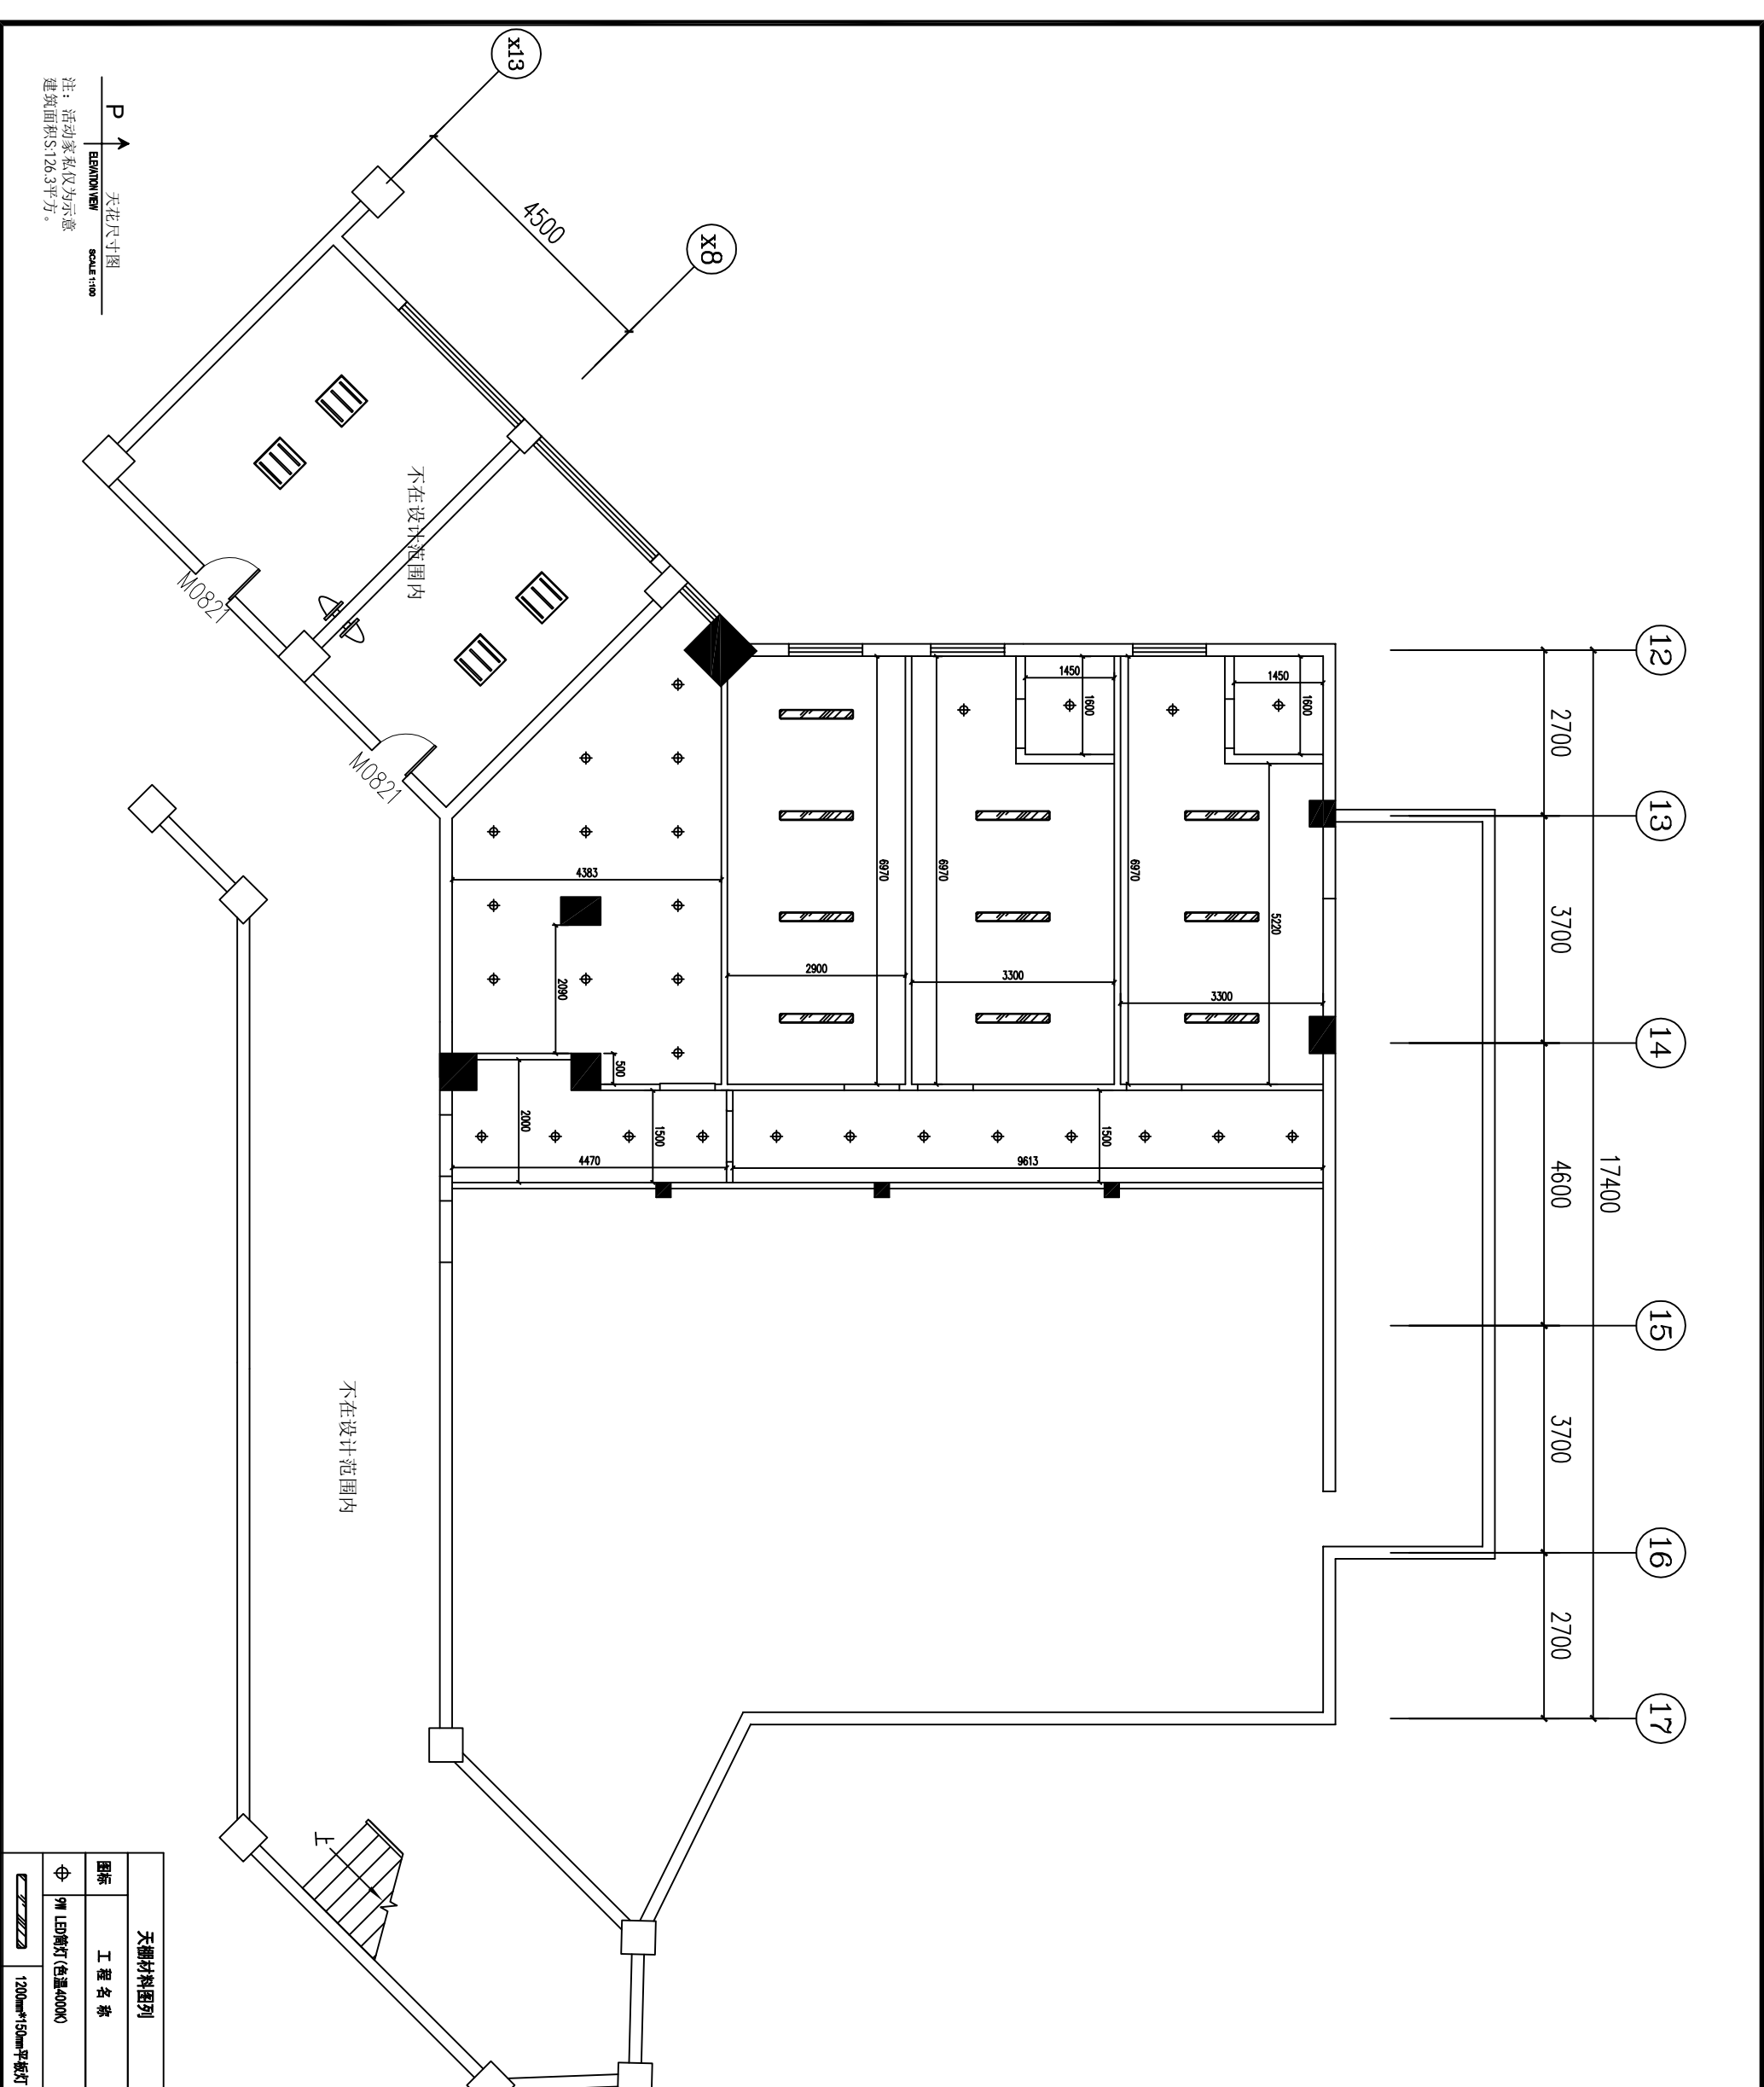 x13
x8
4500
12
13
14
15
16
17
2700
3700
4600
3700
2700
17400
1450
1600
1450
1600
6970
6970
6970
5220
4383
2090
2900
3300
3300
500
2000
1500
1500
4470
9613
M0821
M0821
不在设计范围内
不在设计范围内
上
P
天花尺寸图
ELEVATION VIEW
SCALE 1:100
注：活动家私仅为示意
建筑面积S:126.3平方。
天棚材料图列
图标
工 程 名 称
9W LED筒灯(色温4000K)
1200mm*150mm平板灯